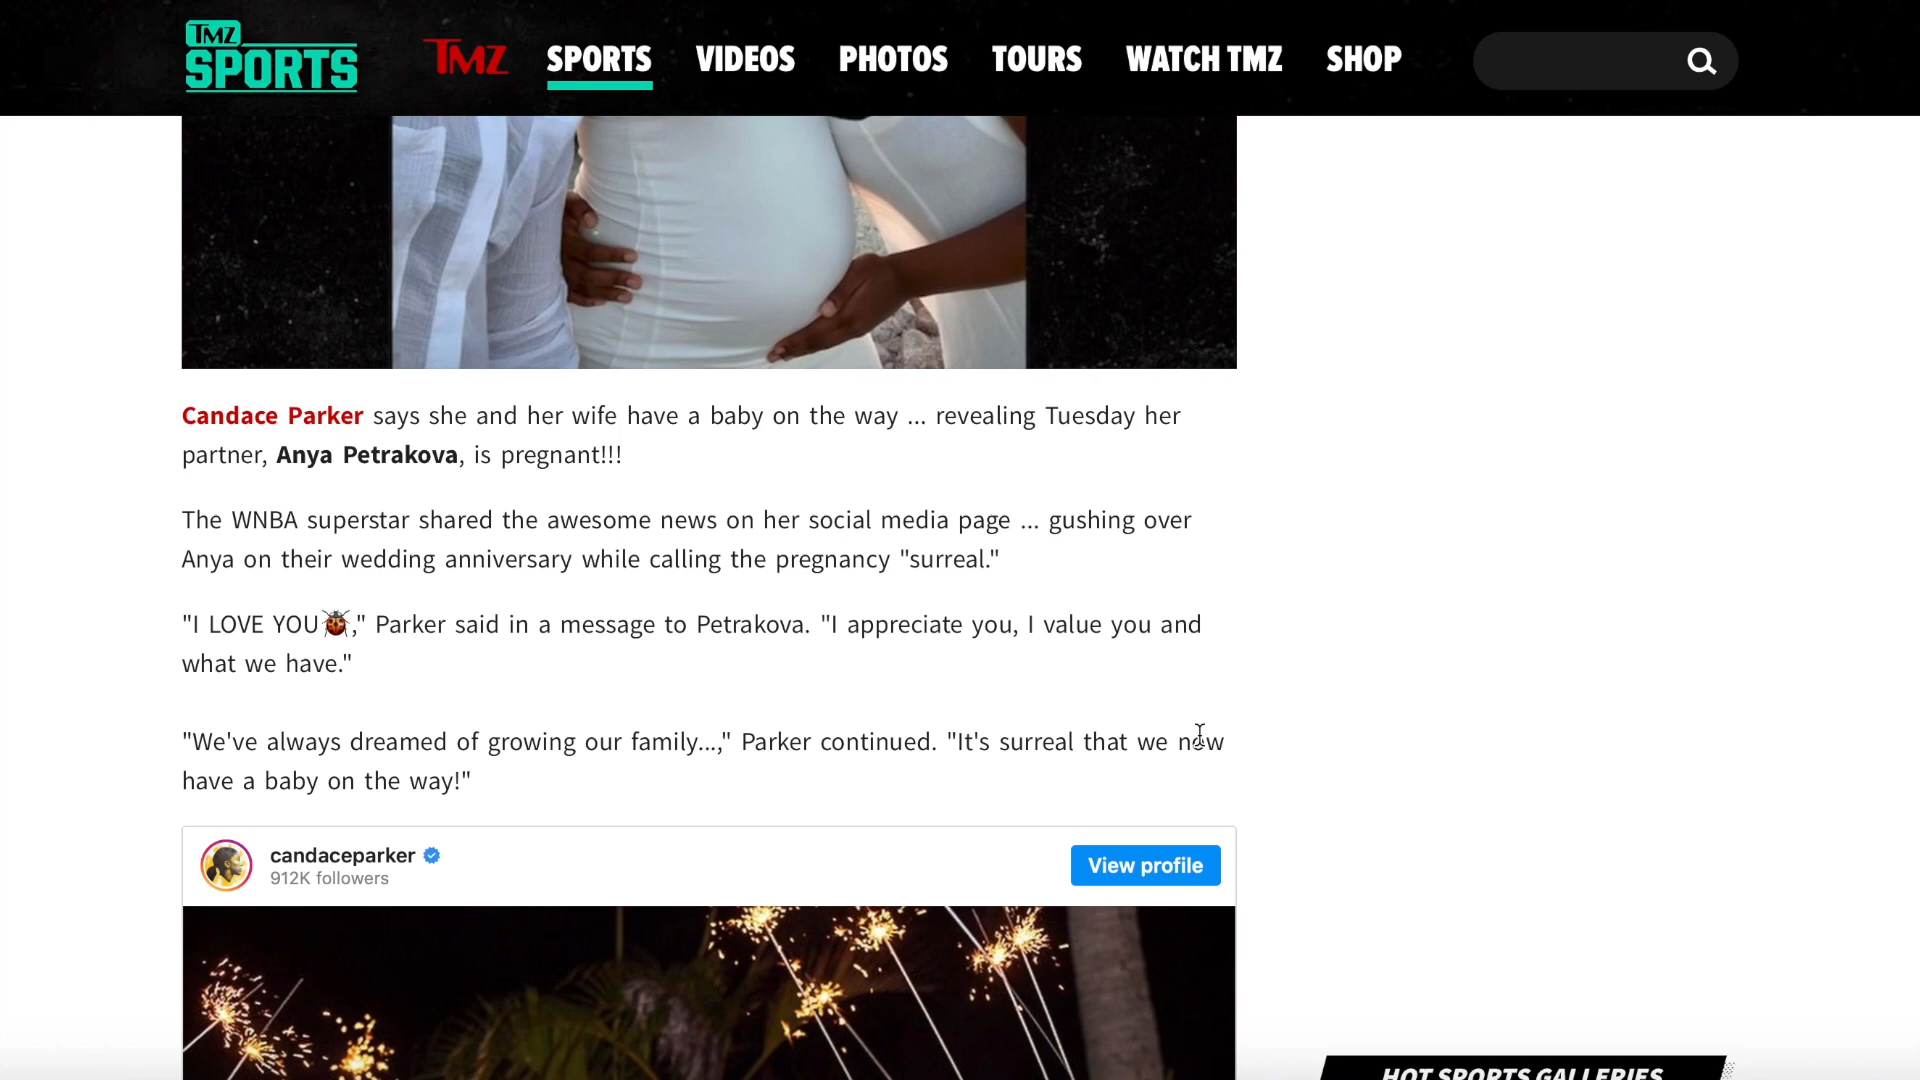 TMZ
SPORTS
TMZ SPORTS VIDEOS PHOTOS TOURS WATCH TMZ SHOP
Candace Parker says she and her wife have a baby on the way ... revealing Tuesday her
partner, Anya Petrakova, is pregnant!!!
The WNBA superstar shared the awesome news on her social media page ... gushing over
Anya on their wedding anniversary while calling the pregnancy "surreal."
"I LOVE YOU🐞," Parker said in a message to Petrakova. "I appreciate you, I value you and
what we have."
"We've always dreamed of growing our family...," Parker continued. "It's surreal that we now
have a baby on the way!"
candaceparker
912K followers
View profile
HOT SPORTS GALLERIES